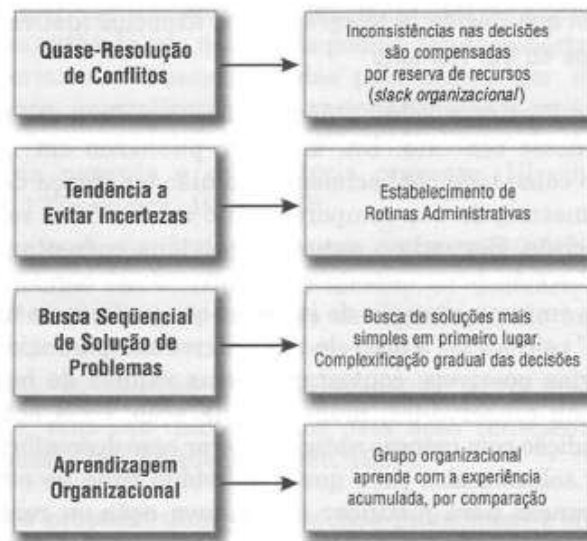 Quase-Resolução
de Conflitos
Inconsistências nas decisões
são compensadas
por reserva de recursos
(slack organizacional)
Tendência a
Evitar Incertezas
Estabelecimento de
Rotinas Administrativas
Busca Seqüencial
de Solução de
Problemas
Busca de soluções mais
simples em primeiro lugar.
Complexificação gradual das decisões
Aprendizagem
Organizacional
Grupo organizacional
aprende com a experiência
acumulada, por comparação